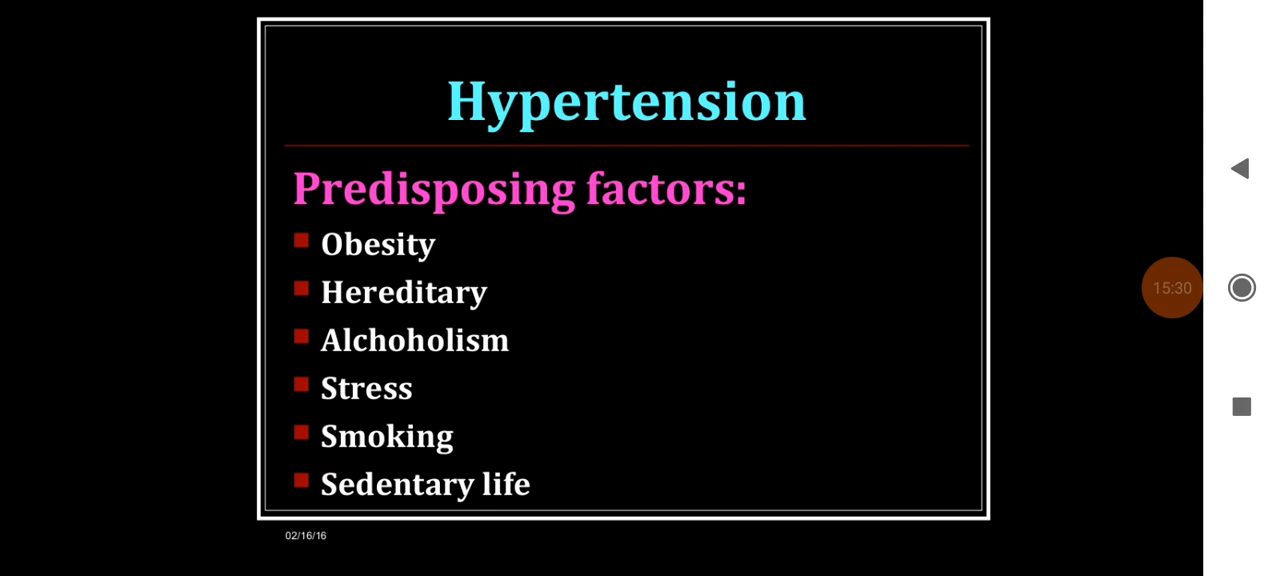 Hypertension
Predisposing factors:
Obesity
Hereditary
Alchoholism
Stress
Smoking
Sedentary life
15:30
02/16/16